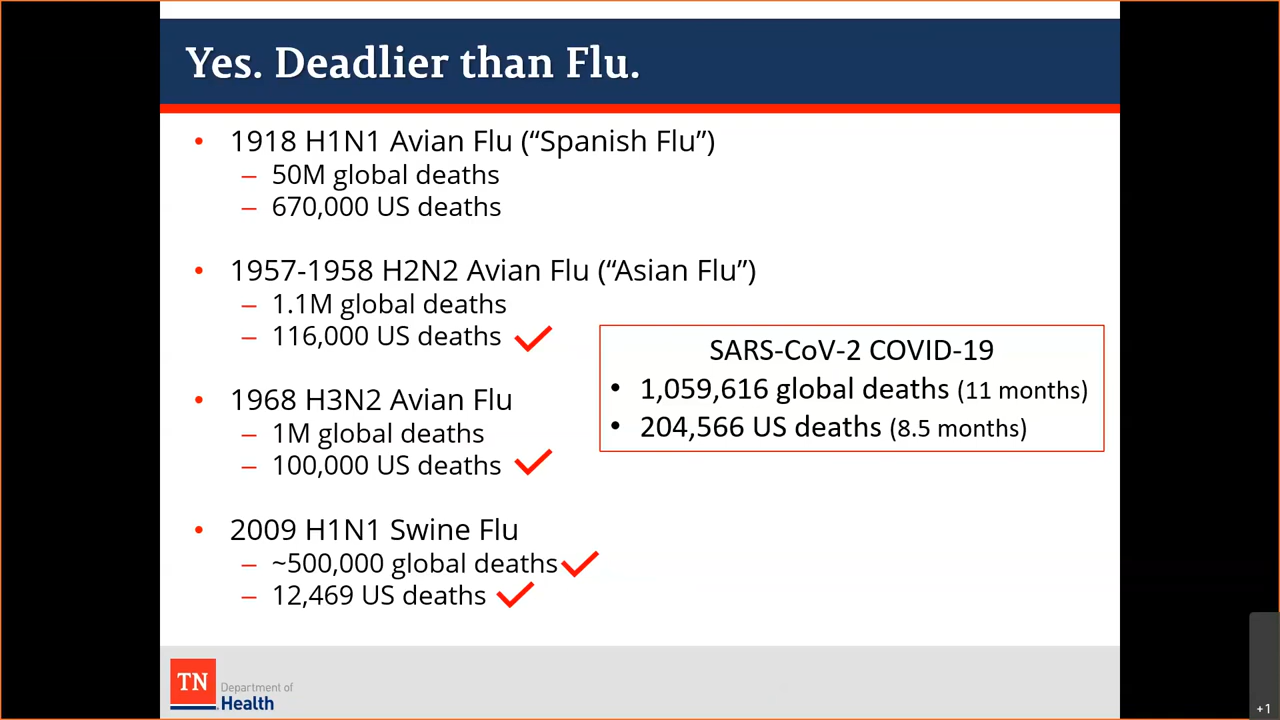 Yes. Deadlier than Flu.
• 1918 H1N1 Avian Flu (“Spanish Flu”)
– 50M global deaths
– 670,000 US deaths
• 1957-1958 H2N2 Avian Flu (“Asian Flu”)
– 1.1M global deaths
– 116,000 US deaths
• 1968 H3N2 Avian Flu
– 1M global deaths
– 100,000 US deaths
• 2009 H1N1 Swine Flu
– ~500,000 global deaths
– 12,469 US deaths
SARS-CoV-2 COVID-19
• 1,059,616 global deaths (11 months)
• 204,566 US deaths (8.5 months)
TN
Department of
Health
+1